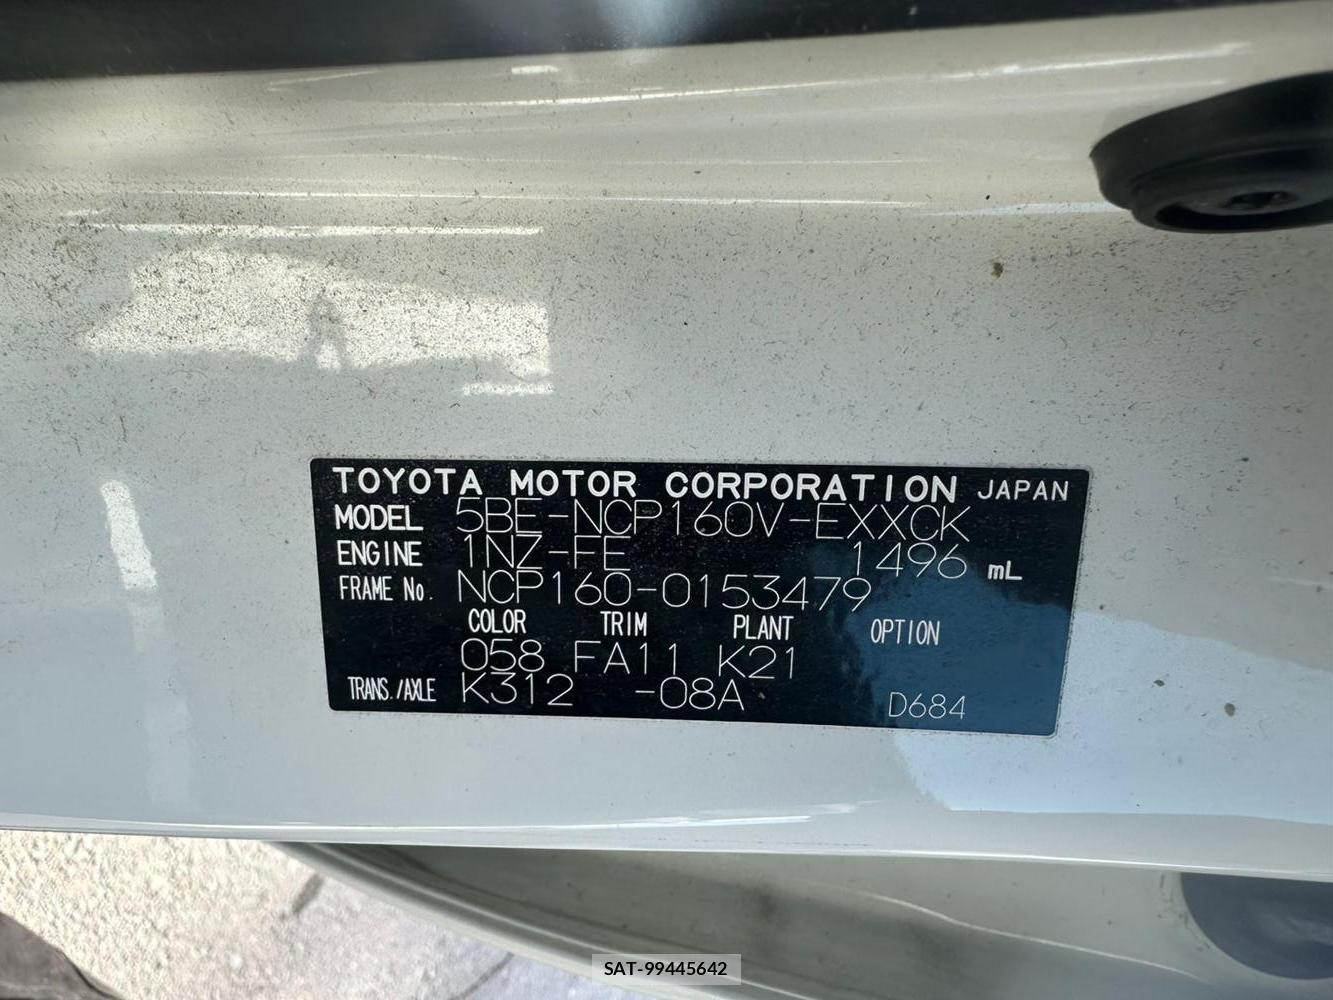 TOYOTA MOTOR CORPORATION JAPAN
MODEL 5BE-NCP160V-EXXCK
ENGINE 1NZ-FE 1496 mL
FRAME No. NCP160-0153479
COLOR TRIM PLANT OPTION
058 FA11 K21
TRANS./AXLE K312 -08A D684
SAT-99445642